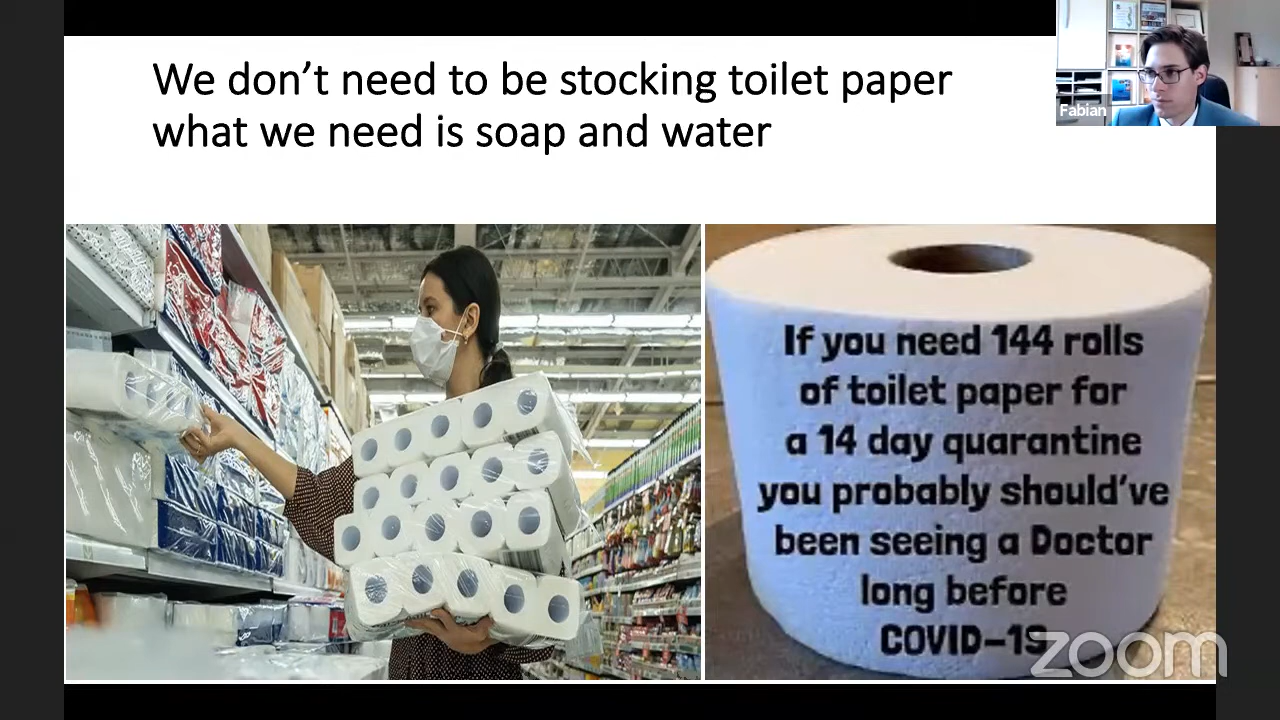 We don't need to be stocking toilet paper
what we need is soap and water
Fabian
If you need 144 rolls
of toilet paper for
a 14 day quarantine
you probably should've
been seeing a Doctor
long before
COVID-19
zoom